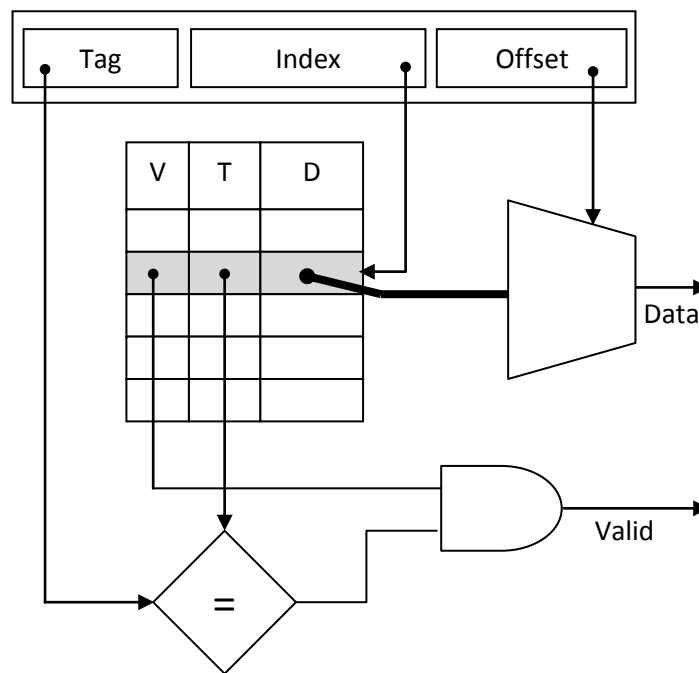 Tag Index Offset
V T D
Data
Valid
=